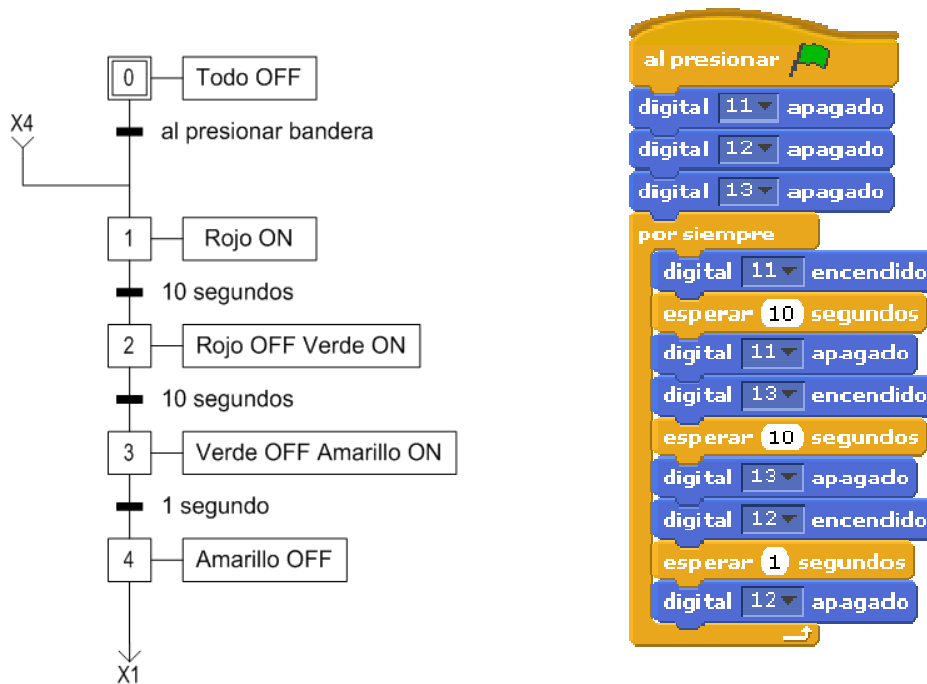 0 Todo OFF
al presionar bandera
X4
1 Rojo ON
10 segundos
2 Rojo OFF Verde ON
10 segundos
3 Verde OFF Amarillo ON
1 segundo
4 Amarillo OFF
X1
al presionar
digital 11 apagado
digital 12 apagado
digital 13 apagado
por siempre
digital 11 encendido
esperar 10 segundos
digital 11 apagado
digital 13 encendido
esperar 10 segundos
digital 13 apagado
digital 12 encendido
esperar 1 segundos
digital 12 apagado